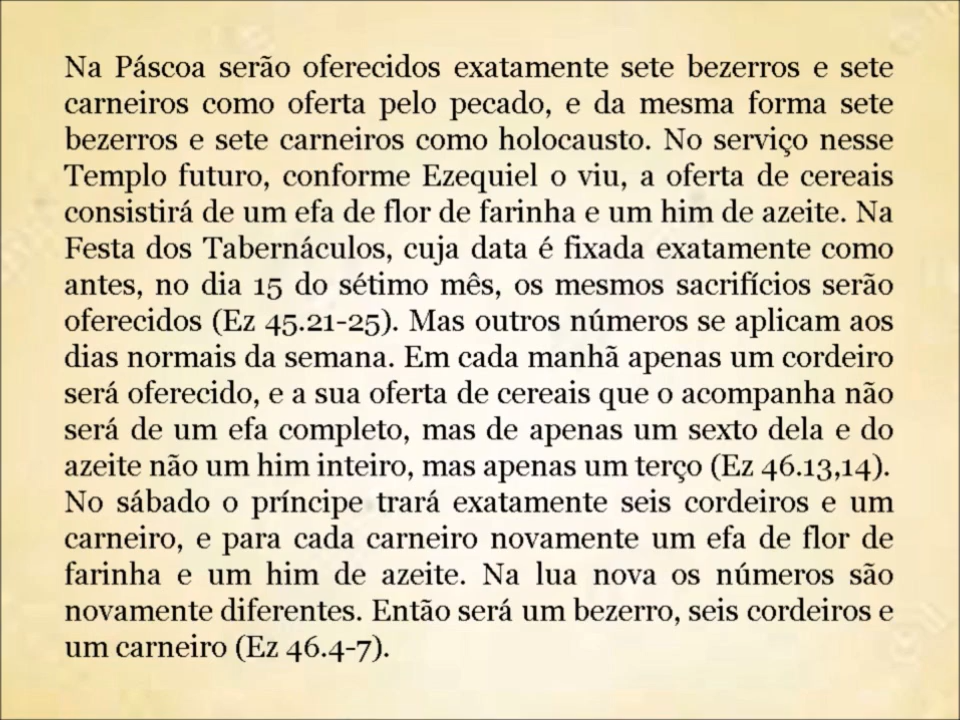 Na Páscoa serão oferecidos exatamente sete bezerros e sete
carneiros como oferta pelo pecado, e da mesma forma sete
bezerros e sete carneiros como holocausto. No serviço nesse
Templo futuro, conforme Ezequiel o viu, a oferta de cereais
consistirá de um efa de flor de farinha e um him de azeite. Na
Festa dos Tabernáculos, cuja data é fixada exatamente como
antes, no dia 15 do sétimo mês, os mesmos sacrifícios serão
oferecidos (Ez 45.21-25). Mas outros números se aplicam aos
dias normais da semana. Em cada manhã apenas um cordeiro
será oferecido, e a sua oferta de cereais que o acompanha não
será de um efa completo, mas de apenas um sexto dela e do
azeite não um him inteiro, mas apenas um terço (Ez 46.13,14).
No sábado o príncipe trará exatamente seis cordeiros e um
carneiro, e para cada carneiro novamente um efa de flor de
farinha e um him de azeite. Na lua nova os números são
novamente diferentes. Então será um bezerro, seis cordeiros e
um carneiro (Ez 46.4-7).